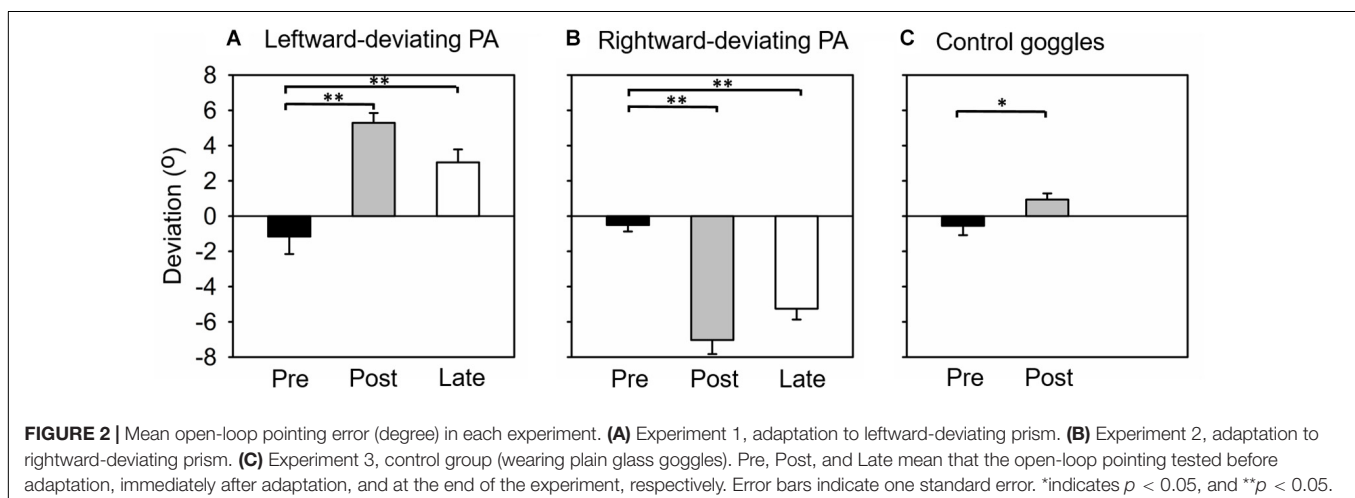 A Leftward-deviating PA
B Rightward-deviating PA
C Control goggles
Deviation (º)
8
6
4
2
0
-2
-4
-6
-8
**
**
**
**
*
Pre Post Late
Pre Post Late
Pre Post
FIGURE 2 | Mean open-loop pointing error (degree) in each experiment. (A) Experiment 1, adaptation to leftward-deviating prism. (B) Experiment 2, adaptation to
rightward-deviating prism. (C) Experiment 3, control group (wearing plain glass goggles). Pre, Post, and Late mean that the open-loop pointing tested before
adaptation, immediately after adaptation, and at the end of the experiment, respectively. Error bars indicate one standard error. *indicates p < 0.05, and **p < 0.05.